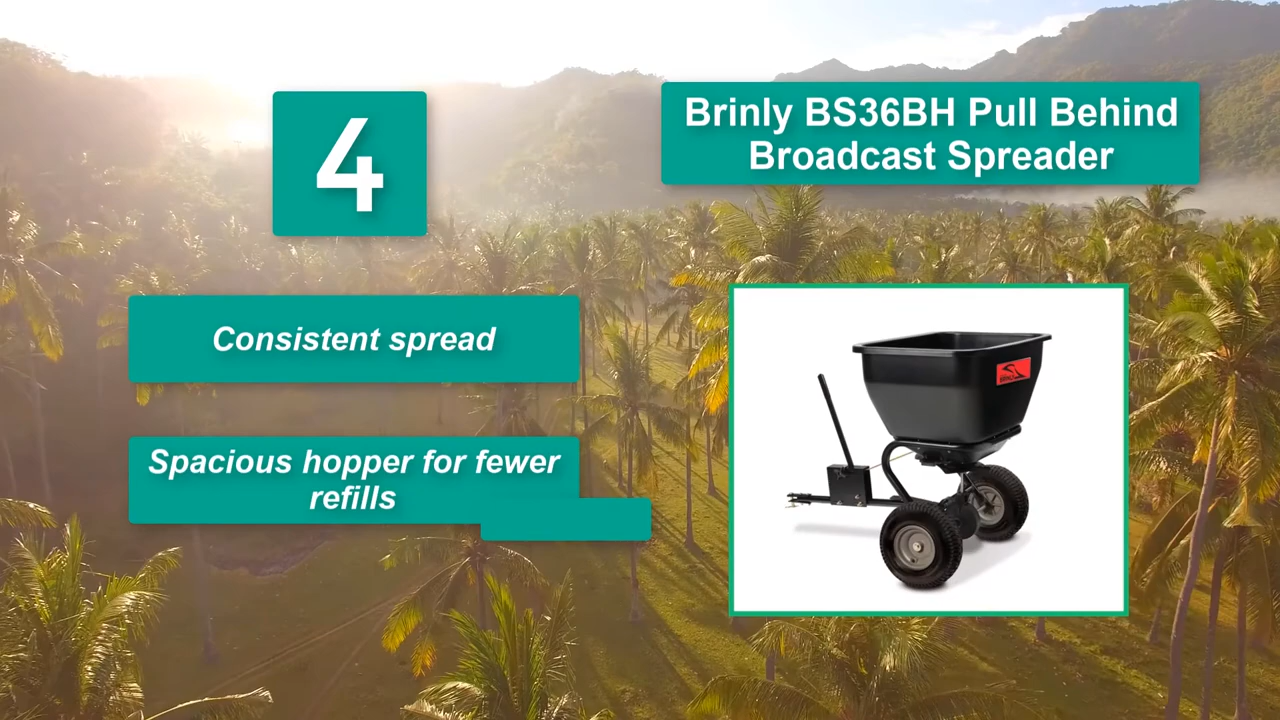 4
Brinly BS36BH Pull Behind
Broadcast Spreader
Consistent spread
Spacious hopper for fewer
refills